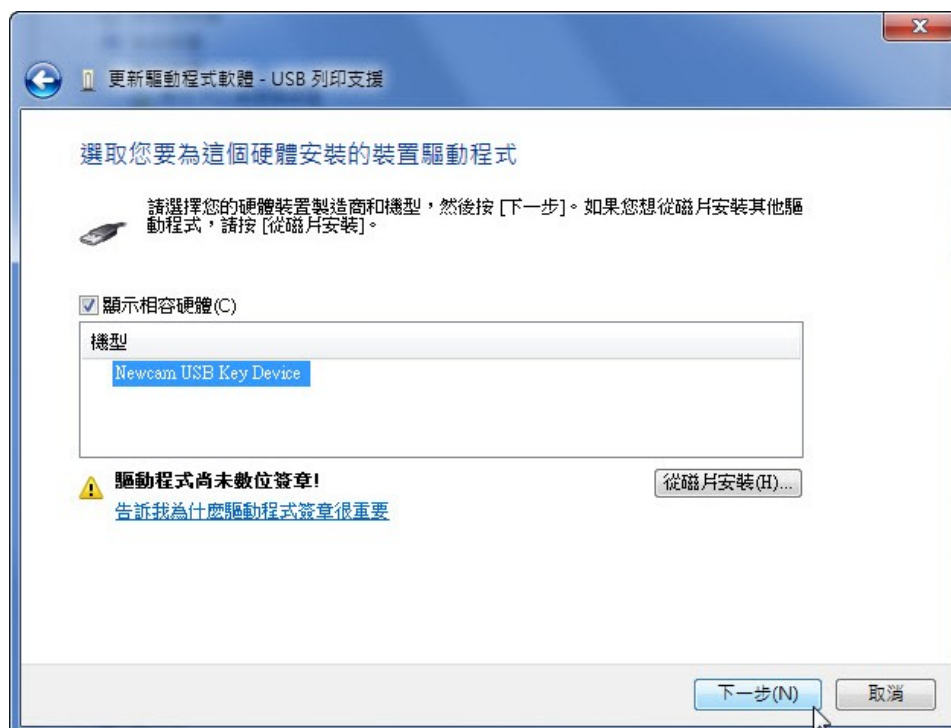 更新驅動程式軟體 - USB 列印支援
選取您要為這個硬體安裝的裝置驅動程式
請選擇您的硬體裝置製造商和機型，然後按 [下一步]。如果您想從磁片安裝其他驅
動程式，請按 [從磁片安裝]。
顯示相容硬體(C)
機型
Newcam USB Key Device
驅動程式尚未數位簽章!
從磁片安裝(H)...
告訴我為什麼驅動程式簽章很重要
下一步(N)
取消